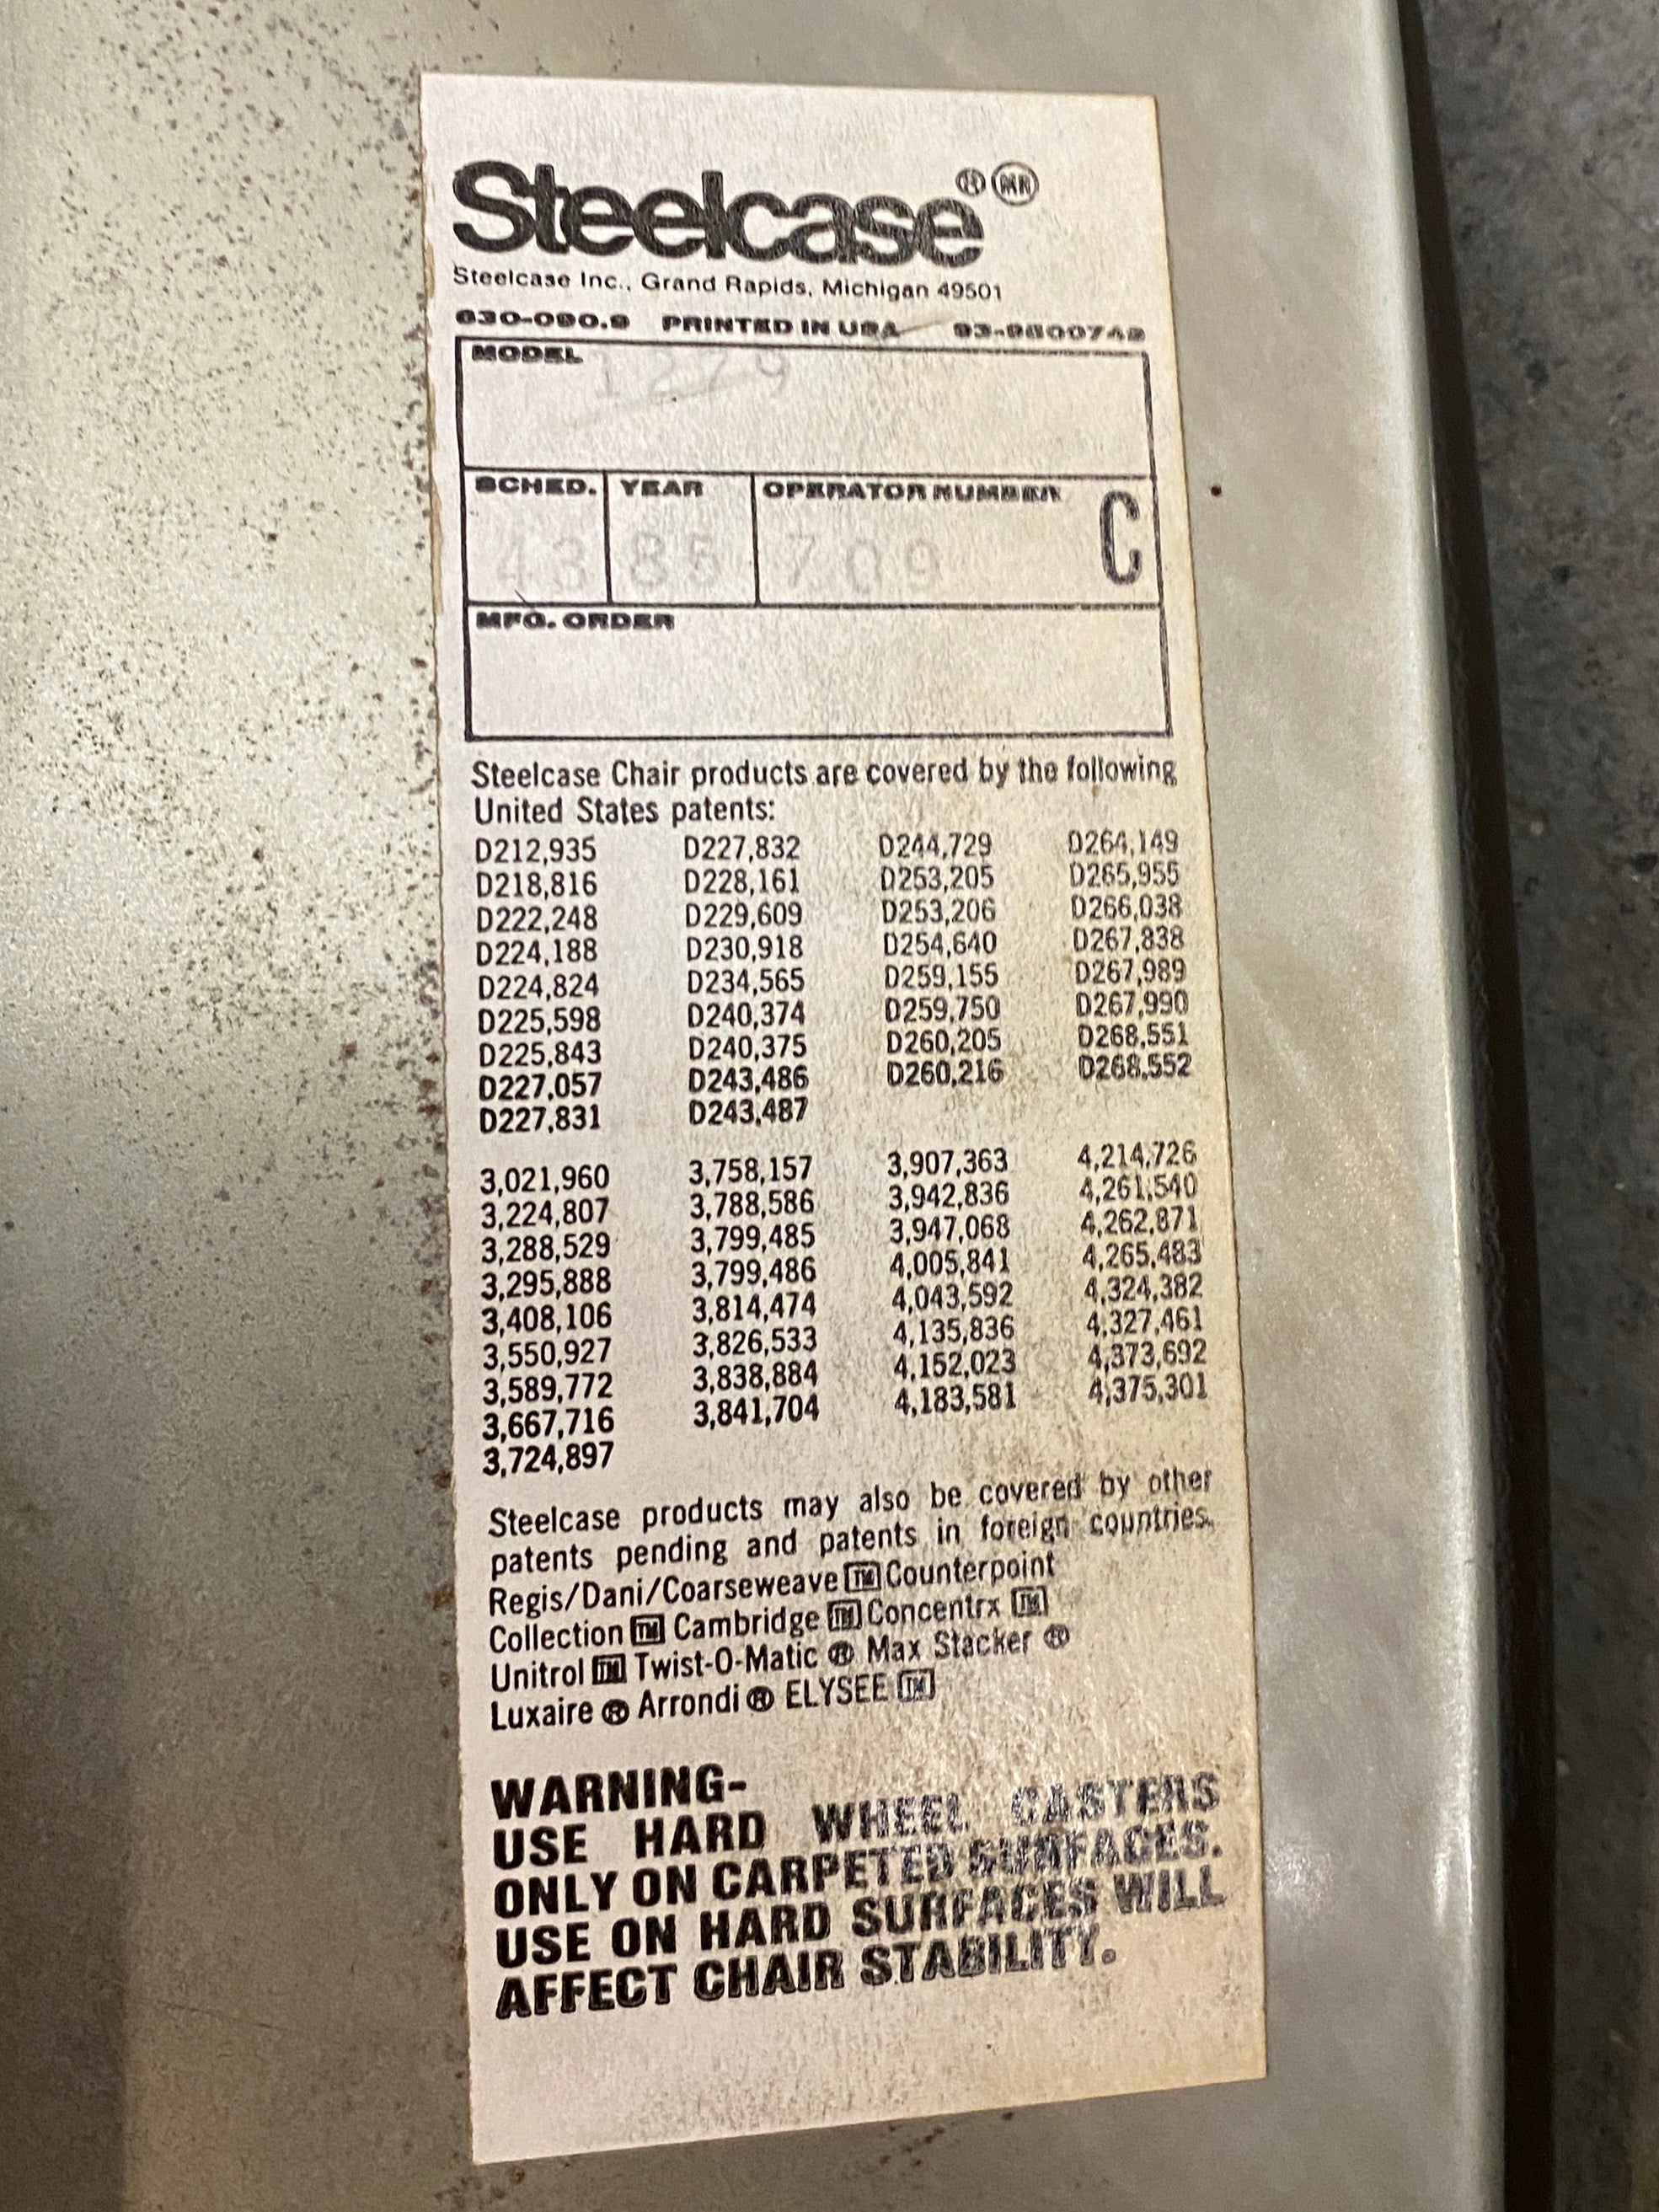 Steelcase ® MR
Steelcase Inc., Grand Rapids, Michigan 49501
630-090.9 PRINTED IN USA
MODEL
SCHED. YEAR OPERATOR NUMBER C
43 85 709
MFG. ORDER
Steelcase Chair products are covered by the following
United States patents:
D212,935 D227,832 D244,729 D264,149
D218,816 D228,161 D253,205 D265,955
D222,248 D229,609 D253,206 D266,038
D224,188 D230,918 D254,640 D267,838
D224,824 D234,565 D259,155 D267,989
D225,598 D240,374 D259,750 D267,990
D225,843 D240,375 D260,205 D268,551
D227,057 D243,486 D260,216 D268,552
D227,831 D243,487
3,021,960 3,758,157 3,907,363 4,214,726
3,224,807 3,788,586 3,942,836 4,261,540
3,288,529 3,799,485 3,947,068 4,262,871
3,295,888 3,799,486 4,005,841 4,265,483
3,408,106 3,814,474 4,043,592 4,324,382
3,550,927 3,826,533 4,135,836 4,327,461
3,589,772 3,838,884 4,152,023 4,373,692
3,667,716 3,841,704 4,183,581 4,375,301
3,724,897
Steelcase products may also be covered by other
patents pending and patents in foreign countries.
Regis/Dani/Coarseweave TM Counterpoint
Collection TM Cambridge TM Concentrx TM
Unitrol TM Twist-O-Matic ® Max Stacker ®
Luxaire ® Arrondi ® ELYSEE TM
WARNING-
USE HARD WHEEL CASTERS
ONLY ON CARPETED SURFACES.
USE ON HARD SURFACES WILL
AFFECT CHAIR STABILITY.